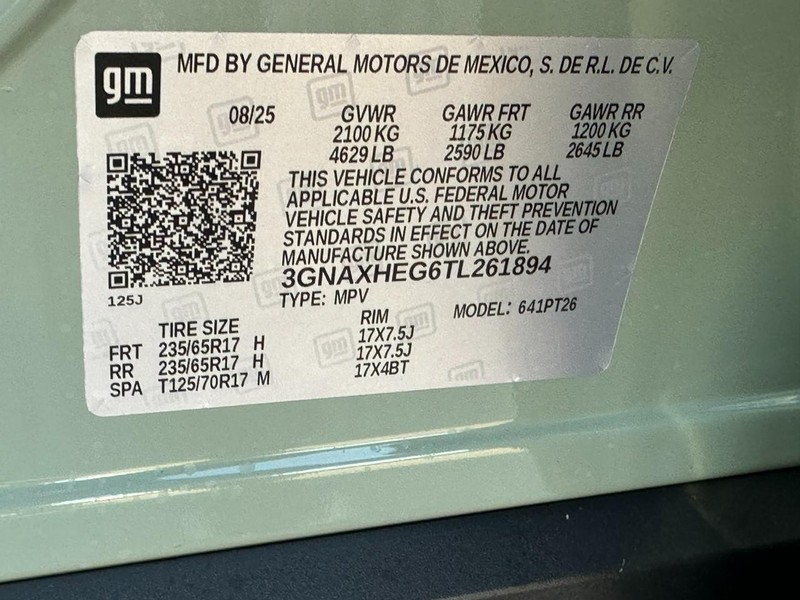 gm MFD BY GENERAL MOTORS DE MEXICO, S. DE R.L. DE C.V.
08/25 GVWR GAWR FRT GAWR RR
2100 KG 1175 KG 1200 KG
4629 LB 2590 LB 2645 LB
THIS VEHICLE CONFORMS TO ALL
APPLICABLE U.S. FEDERAL MOTOR
VEHICLE SAFETY AND THEFT PREVENTION
STANDARDS IN EFFECT ON THE DATE OF
MANUFACTURE SHOWN ABOVE.
3GNAXHEG6TL261894
125J TYPE: MPV MODEL: 641PT26
TIRE SIZE RIM
FRT 235/65R17 H 17X7.5J
RR 235/65R17 H 17X7.5J
SPA T125/70R17 M 17X4BT